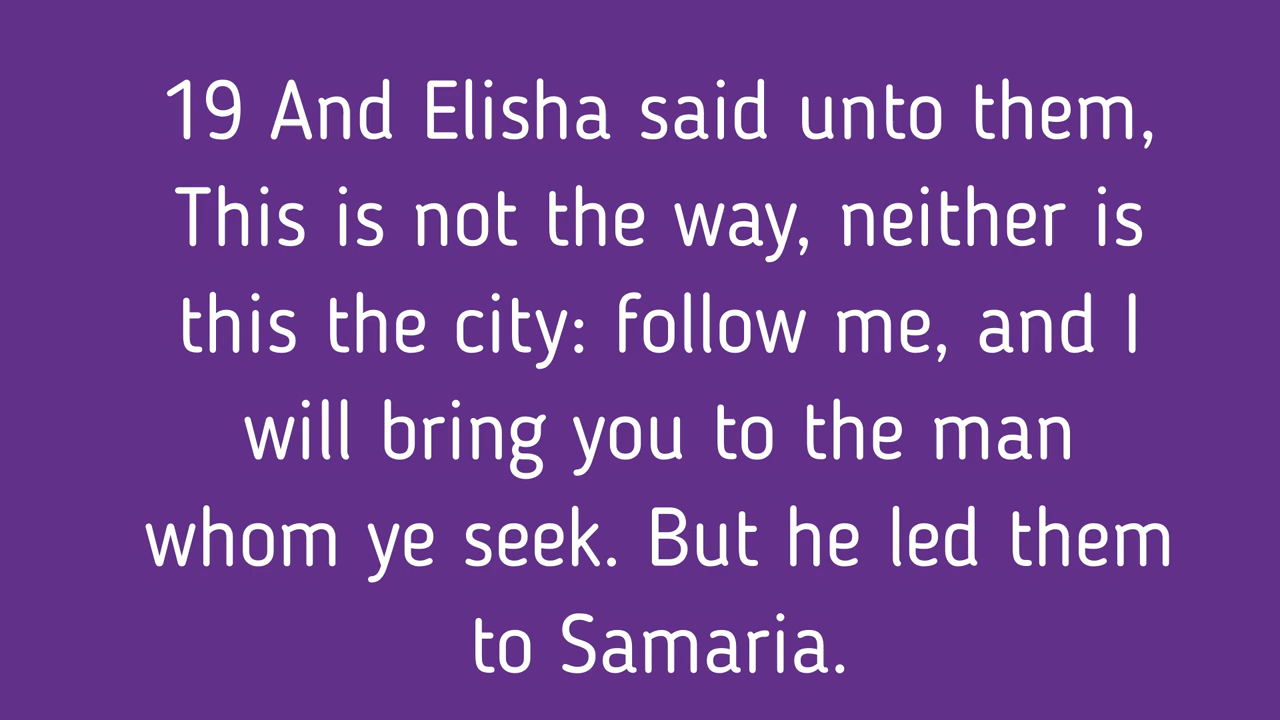 19 And Elisha said unto them,
This is not the way, neither is
this the city: follow me, and I
will bring you to the man
whom ye seek. But he led them
to Samaria.